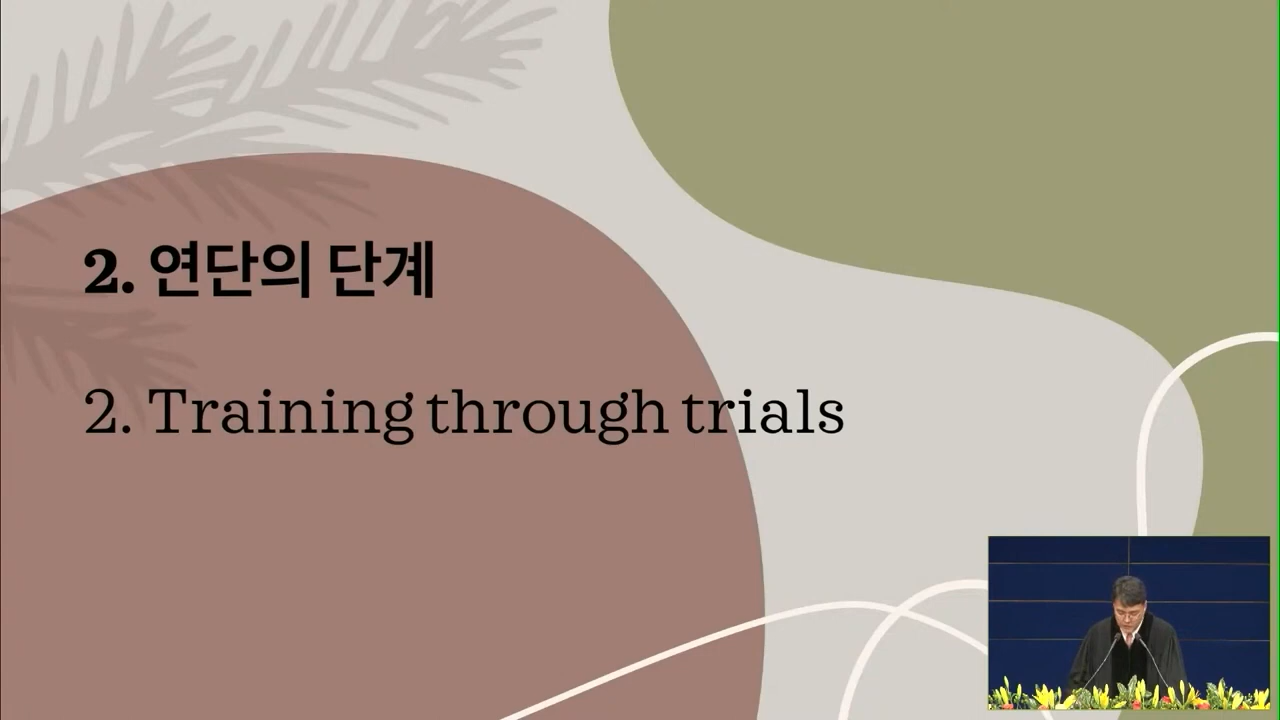 2. 연단의 단계
2. Training through trials